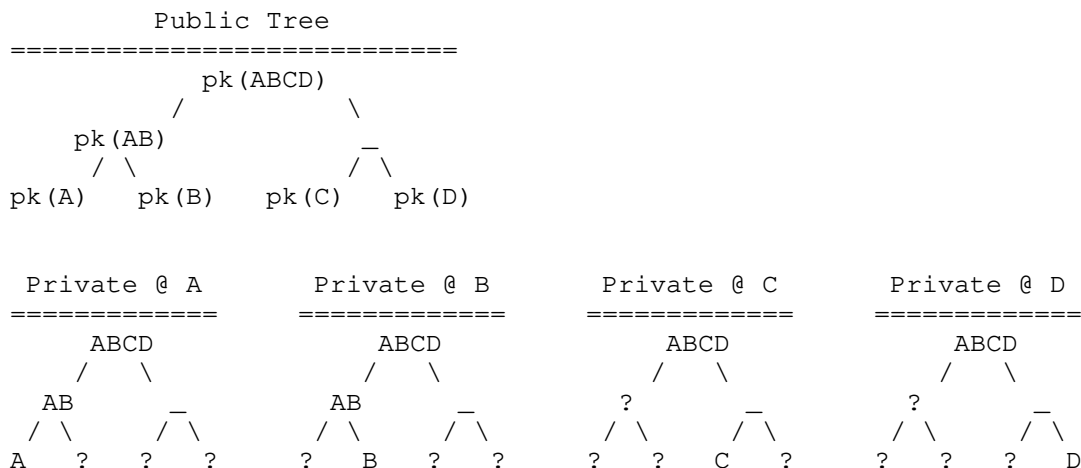 Public Tree
============================
pk(ABCD)
/ \
pk(AB) _
/ \ / \
pk(A) pk(B) pk(C) pk(D)
Private @ A Private @ B Private @ C Private @ D
============= ============= ============= =============
ABCD ABCD ABCD ABCD
/ \ / \ / \ / \
AB _ AB _ ? _ ? _
/ \ / \ / \ / \ / \ / \ / \ / \
A ? ? ? ? B ? ? ? ? C ? ? ? ? D